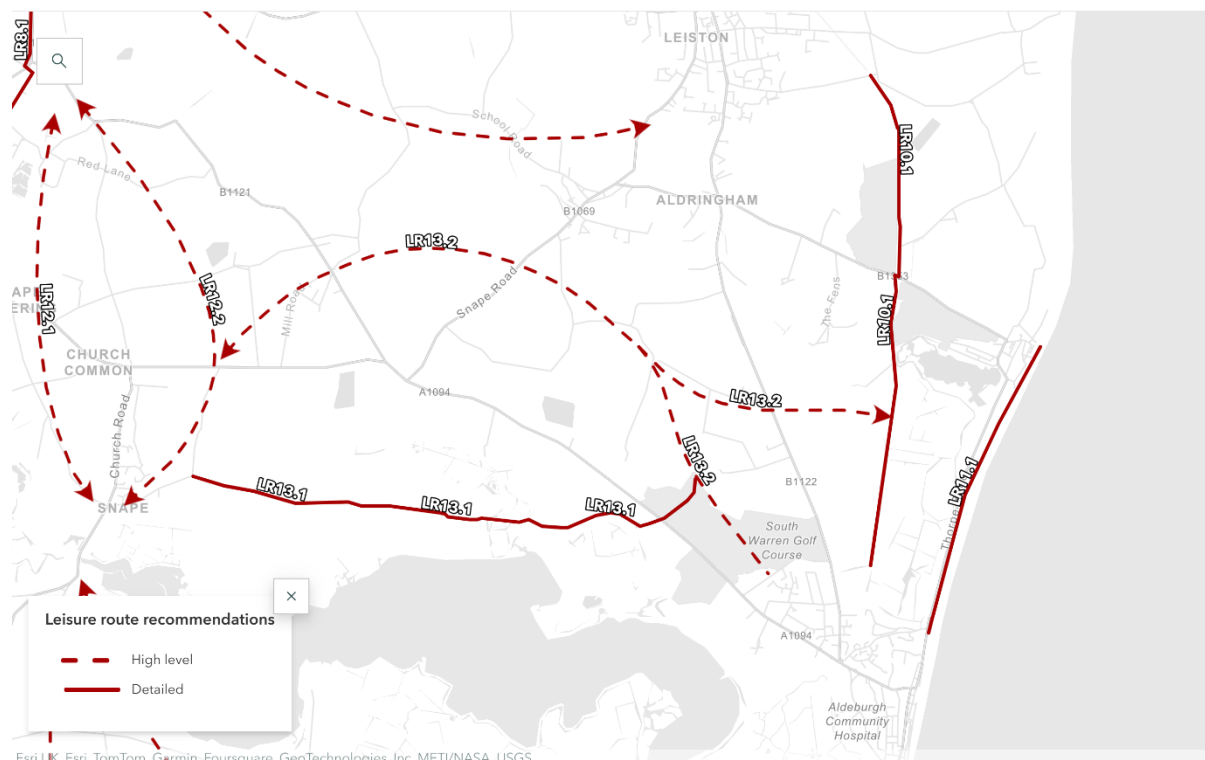 LR8.1
LEISTON
School Road
LR10.1
Red Lane
B1121
ALDRINGHAM
B1069
LR13.2
LR12.2
LR12.1
Mill Road
Snape Road
The Fens
LR10.1
CHURCH
COMMON
A1094
LR13.2
Church Road
LR13.2
LR11.1
LR13.1
LR13.1
LR13.1
B1122
SNAPE
South
Warren Golf
Course
Leisure route recommendations
High level
Detailed
A1094
Aldeburgh
Community
Hospital
Esri UK, Esri, TomTom, Garmin, Foursquare, GeoTechnologies, Inc, METI/NASA, USGS